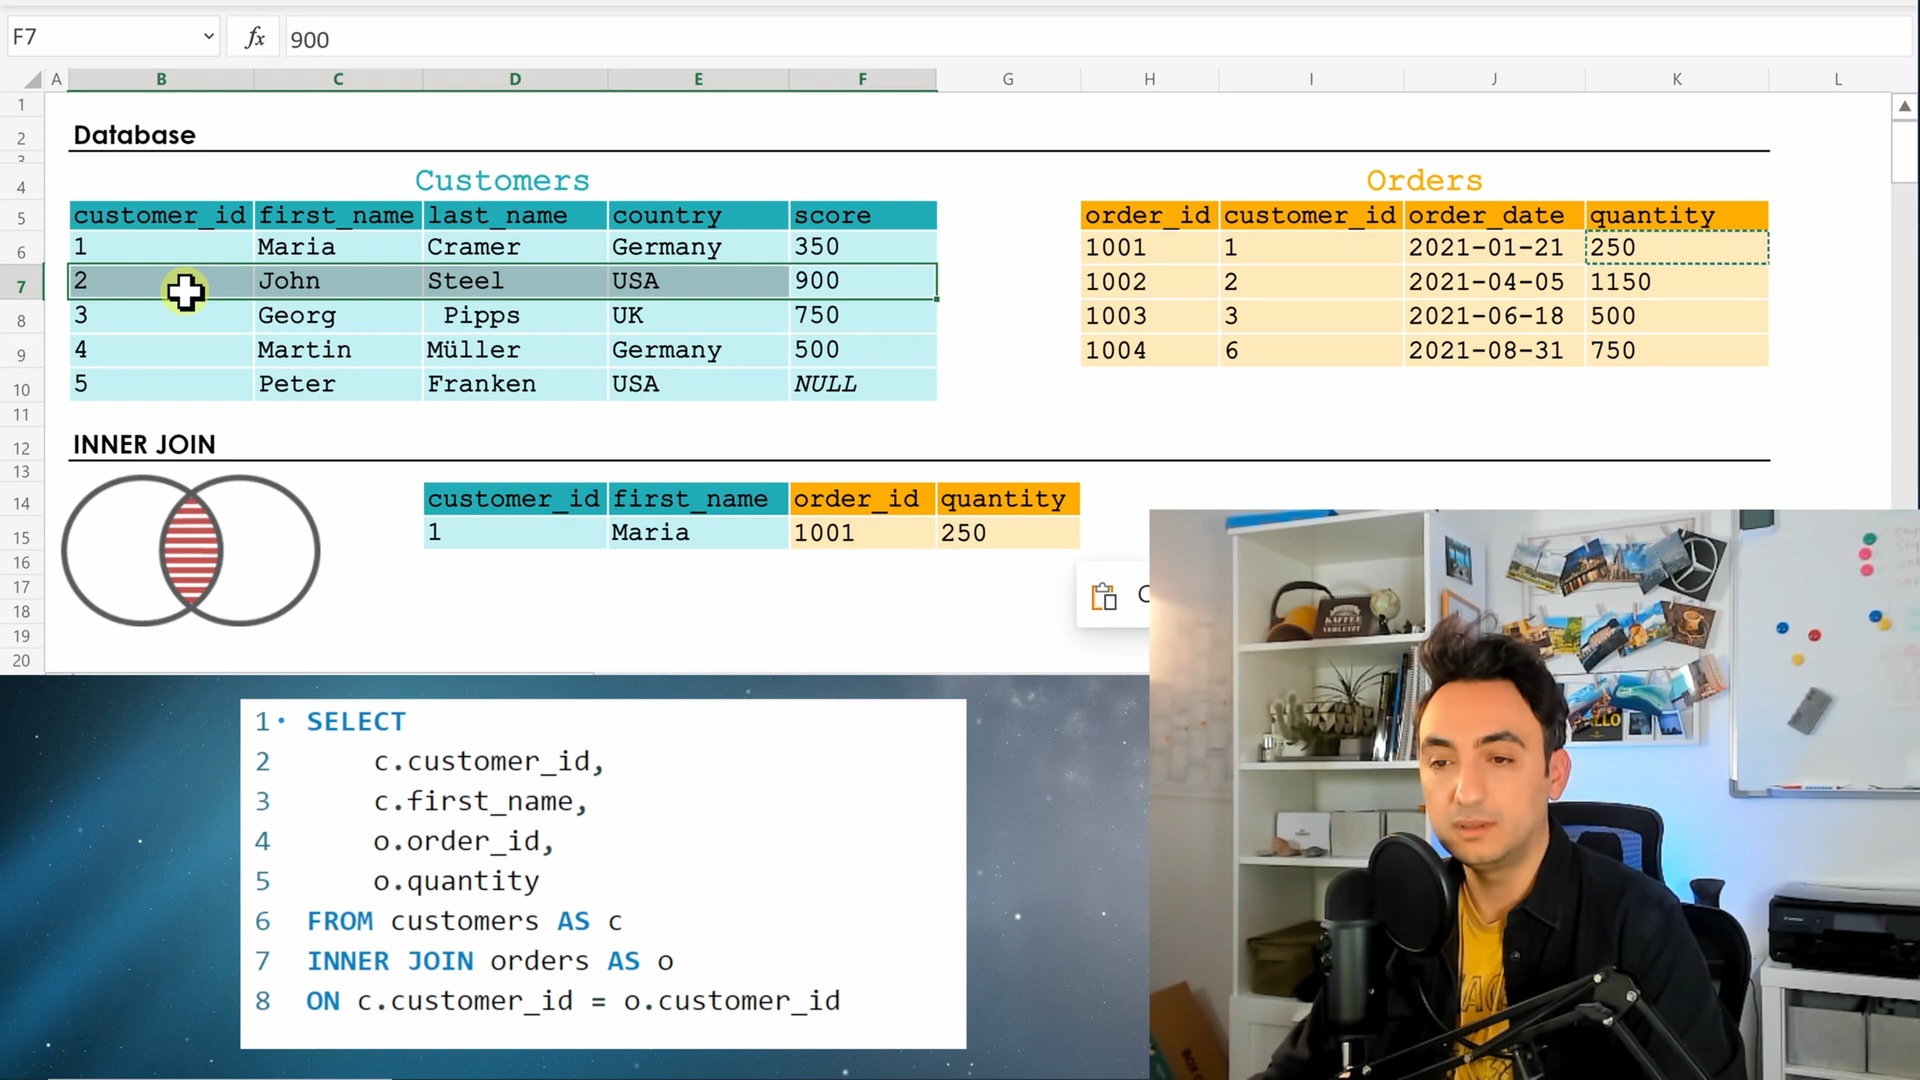 F7 fx 900
A B C D E F G H I J K L
1
2 Database
3
4 Customers Orders
5 customer_id first_name last_name country score order_id customer_id order_date quantity
6 1 Maria Cramer Germany 350 1001 1 2021-01-21 250
7 2 John Steel USA 900 1002 2 2021-04-05 1150
8 3 Georg Pipps UK 750 1003 3 2021-06-18 500
9 4 Martin Müller Germany 500 1004 6 2021-08-31 750
10 5 Peter Franken USA NULL
11
12 INNER JOIN
13
14 customer_id first_name order_id quantity
15 1 Maria 1001 250
16
17
18
19
20
1 SELECT
2 c.customer_id,
3 c.first_name,
4 o.order_id,
5 o.quantity
6 FROM customers AS c
7 INNER JOIN orders AS o
8 ON c.customer_id = o.customer_id
KAFFEE